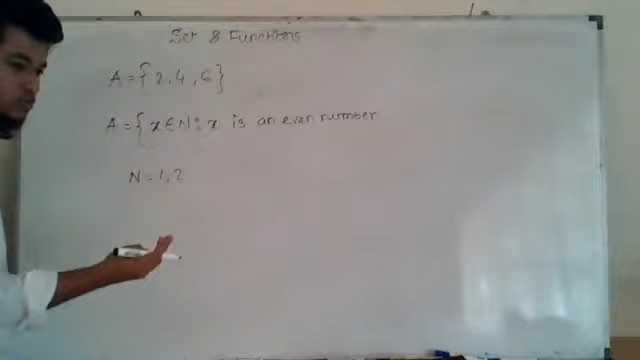 Set & Functions
A = { 2, 4, 6 }
A = { x ∈ N : x is an even number
N = 1, 2